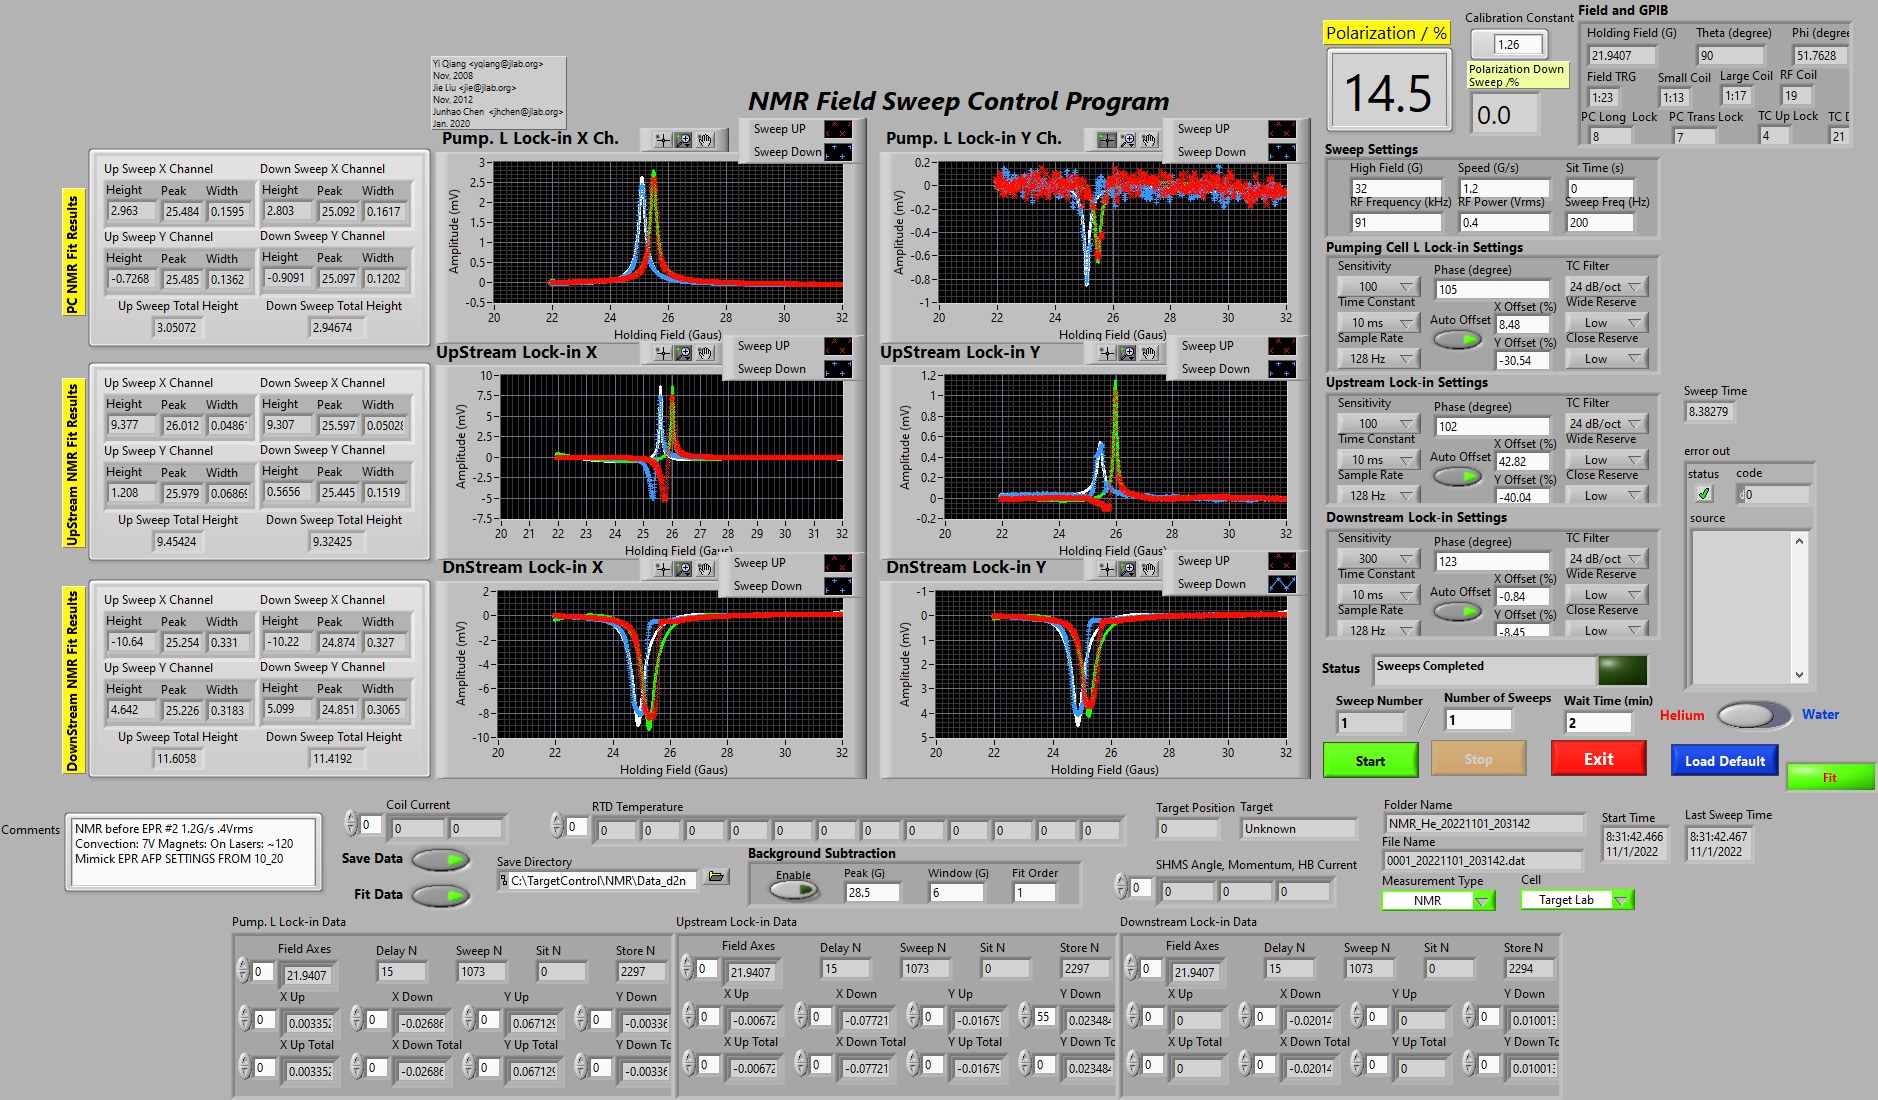 Yi Qiang <yqiang@jlab.org>
Nov, 2008
Jie Liu <jie@jlab.org>
Nov, 2012
Junhao Chen <jhchen@jlab.org>
Jan. 2020
NMR Field Sweep Control Program
Polarization / %
14.5
Calibration Constant
1.26
Polarization Down
Sweep /%
0.0
Field and GPIB
Holding Field (G) Theta (degree) Phi (degree
21.9407 90 51.7628
Field TRG Small Coil Large Coil RF Coil
1:23 1:13 1:17 19
PC Long Lock PC Trans Lock TC Up Lock TC
8 7 4 21
PC NMR Fit Results
Up Sweep X Channel Down Sweep X Channel
Height Peak Width Height Peak Width
2.963 25.484 0.1595 2.803 25.092 0.1617
Up Sweep Y Channel Down Sweep Y Channel
Height Peak Width Height Peak Width
-0.7268 25.485 0.1362 -0.9091 25.097 0.1202
Up Sweep Total Height Down Sweep Total Height
3.05072 2.94674
Pump. L Lock-in X Ch.
Sweep UP
Sweep Down
Amplitude (mV)
3
2.5
2
1.5
1
0.5
0
-0.5
20 22 24 26 28 30 32
Holding Field (Gaus)
Pump. L Lock-in Y Ch.
Sweep UP
Sweep Down
Amplitude (mV)
0.2
0
-0.2
-0.4
-0.6
-0.8
-1
20 22 24 26 28 30 32
Holding Field (Gaus)
UpStream NMR Fit Results
Up Sweep X Channel Down Sweep X Channel
Height Peak Width Height Peak Width
9.377 26.012 0.0486 9.307 25.597 0.0502
Up Sweep Y Channel Down Sweep Y Channel
Height Peak Width Height Peak Width
1.208 25.979 0.0686 0.5656 25.445 0.1519
Up Sweep Total Height Down Sweep Total Height
9.45424 9.32425
UpStream Lock-in X
Sweep UP
Sweep Down
Amplitude (mV)
10
7.5
5
2.5
0
-2.5
-5
-7.5
20 21 22 23 24 25 26 27 28 29 30 31 32
Holding Field (Gaus)
UpStream Lock-in Y
Sweep UP
Sweep Down
Amplitude (mV)
1.2
1
0.8
0.6
0.4
0.2
0
-0.2
20 22 24 26 28 30 32
Holding Field (Gaus)
DownStream NMR Fit Results
Up Sweep X Channel Down Sweep X Channel
Height Peak Width Height Peak Width
-10.64 25.254 0.331 -10.22 24.874 0.327
Up Sweep Y Channel Down Sweep Y Channel
Height Peak Width Height Peak Width
4.642 25.226 0.3183 5.099 24.851 0.3065
Up Sweep Total Height Down Sweep Total Height
11.6058 11.4192
DnStream Lock-in X
Sweep UP
Sweep Down
Amplitude (mV)
2
0
-2
-4
-6
-8
-10
20 22 24 26 28 30 32
Holding Field (Gaus)
DnStream Lock-in Y
Sweep UP
Sweep Down
Amplitude (mV)
-1
0
1
2
3
4
5
20 22 24 26 28 30 32
Holding Field (Gaus)
Sweep Settings
High Field (G) Speed (G/s) Sit Time (s)
32 1.2 0
RF Frequency (kHz) RF Power (Vrms) Sweep Freq (Hz)
91 0.4 200
Pumping Cell L Lock-in Settings
Sensitivity Phase (degree) TC Filter
100 105 24 dB/oct
Time Constant X Offset (%) Wide Reserve
10 ms Auto Offset 8.48 Low
Sample Rate Y Offset (%) Close Reserve
128 Hz -30.54 Low
Upstream Lock-in Settings
Sensitivity Phase (degree) TC Filter
100 102 24 dB/oct
Time Constant X Offset (%) Wide Reserve
10 ms Auto Offset 42.82 Low
Sample Rate Y Offset (%) Close Reserve
128 Hz -40.04 Low
Downstream Lock-in Settings
Sensitivity Phase (degree) TC Filter
300 123 24 dB/oct
Time Constant X Offset (%) Wide Reserve
10 ms Auto Offset -0.84 Low
Sample Rate Y Offset (%) Close Reserve
128 Hz -8.45 Low
Sweep Time
8.38279
error out
status code
0
source
Status Sweeps Completed
Sweep Number Number of Sweeps Wait Time (min)
1 / 1 2
Helium Water
Start Stop Exit Load Default Fit
Comments
NMR before EPR #2 1.2G/s .4Vrms
Convection: 7V Magnets: On Lasers: ~120
Mimick EPR AFP SETTINGS FROM 10_20
Coil Current
0 0 0
Save Data
Fit Data
RTD Temperature
0 0 0 0 0 0 0 0 0 0 0 0 0
Save Directory
C:\TargetControl\NMR\Data_d2n
Background Subtraction
Enable Peak (G) Window (G) Fit Order
28.5 6 1
Target Position Target
0 Unknown
SHMS Angle, Momentum, HB Current
0 0 0 0
Folder Name
NMR_He_20221101_203142
File Name
0001_20221101_203142.dat
Measurement Type Cell
NMR Target Lab
Start Time Last Sweep Time
8:31:42.466 8:31:42.467
11/1/2022 11/1/2022
Pump. L Lock-in Data
Field Axes Delay N Sweep N Sit N Store N
0 21.9407 15 1073 0 2297
X Up X Down Y Up Y Down
0 0.003352 0 -0.02686 0 0.067129 0 -0.00336
X Up Total X Down Total Y Up Total Y Down To
0 0.003352 0 -0.02686 0 0.067129 0 -0.00336
Upstream Lock-in Data
Field Axes Delay N Sweep N Sit N Store N
0 21.9407 15 1073 0 2297
X Up X Down Y Up Y Down
0 -0.00672 0 -0.07721 0 -0.01679 55 0.023484
X Up Total X Down Total Y Up Total Y Down To
0 -0.00672 0 -0.07721 0 -0.01679 0 0.023484
Downstream Lock-in Data
Field Axes Delay N Sweep N Sit N Store N
0 21.9407 15 1073 0 2294
X Up X Down Y Up Y Down
0 0 0 -0.02014 0 0 0 0.01001
X Up Total X Down Total Y Up Total Y Down To
0 0 0 -0.02014 0 0 0 0.01001